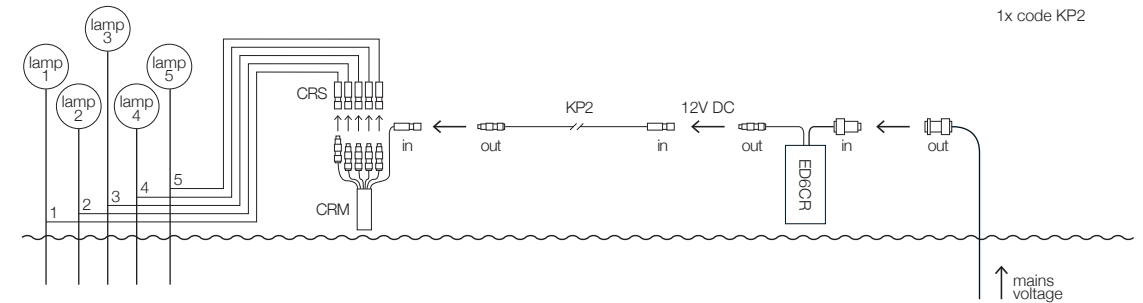 1x code KP2
lamp
1
lamp
2
lamp
3
lamp
4
lamp
5
CRS
in
out
KP2
in
12V DC
out
in
out
ED6CR
CRM
1
2
3
4
5
mains
voltage